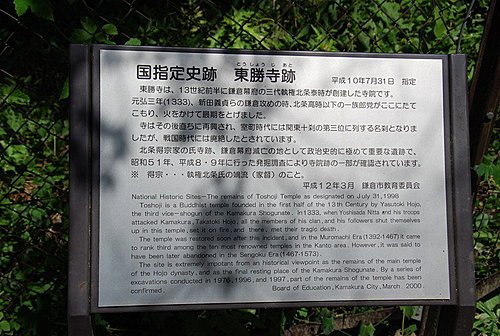 とうしょうじ あと
国指定史跡 東勝寺跡 平成10年7月31日 指定
東勝寺は、13世紀前半に鎌倉幕府の三代執権北条泰時が創建した寺院です。
元弘三年(1333)、新田義貞らの鎌倉攻めの時、北条高時以下の一族郎党がここにたて
こもり、火をかけて最期をとげました。
寺はその後直ちに再興され、室町時代には関東十刹の第三位に列する名刹となりま
したが、戦国時代には廃絶したとされています。
北条得宗家の氏寺跡、鎌倉幕府滅亡の地として政治史的に極めて重要な遺跡で、
昭和51年、平成8・9年に行った発掘調査により寺院跡の一部が確認されています。
※ 得宗・・・執権北条氏の嫡流(家督)のこと。
平成12年3月 鎌倉市教育委員会
National Historic Sites—The remains of Toshoji Temple as designated on July 31,1998
Toshoji is a Buddhist temple founded in the first half of the 13th Century by Yasutoki Hojo,
the third vice-shogun of the Kamakura Shogunate. In1333, when Yoshisada Nitta and his troops
attacked Kamakura, Takatoki Hojo, all the members of his clan, and his followers shut themselves
up in this temple, set it on fire, and there, met their tragic death.
The temple was restored soon after this incident, and in the Muromachi Era (1392-1467) it came
to rank third among the ten most renowned temples in the Kanto area. However, it was said to
have been later abandoned in the Sengoku Era (1467-1573).
The site is extremely important from an historical viewpoint as the remains of the main temple
of the Hojo dynasty, and as the final resting place of the Kamakura Shogunate. By a series of
excavations conducted in 1976, 1996, and 1997, part of the remains of the temple has been
confirmed. Board of Education, Kamakura City, March 2000